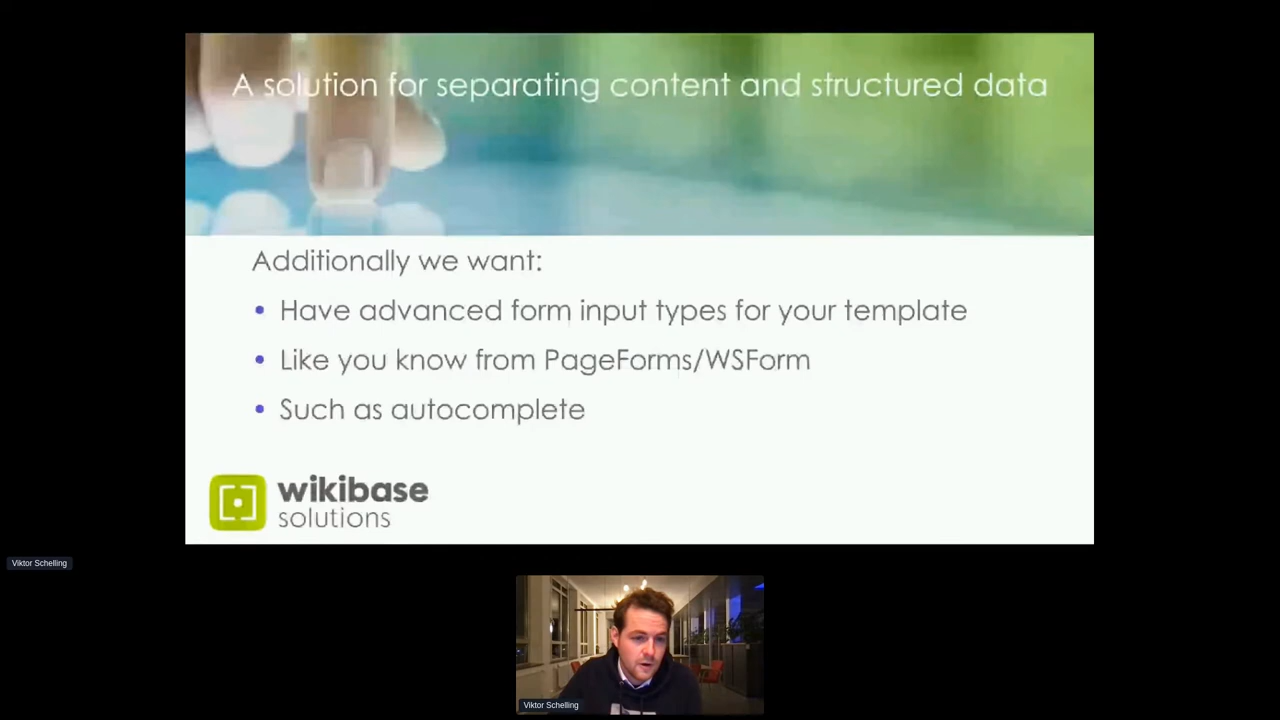 A solution for separating content and structured data
Additionally we want:
• Have advanced form input types for your template
• Like you know from PageForms/WSForm
• Such as autocomplete
wikibase
solutions
Viktor Schelling
Viktor Schelling